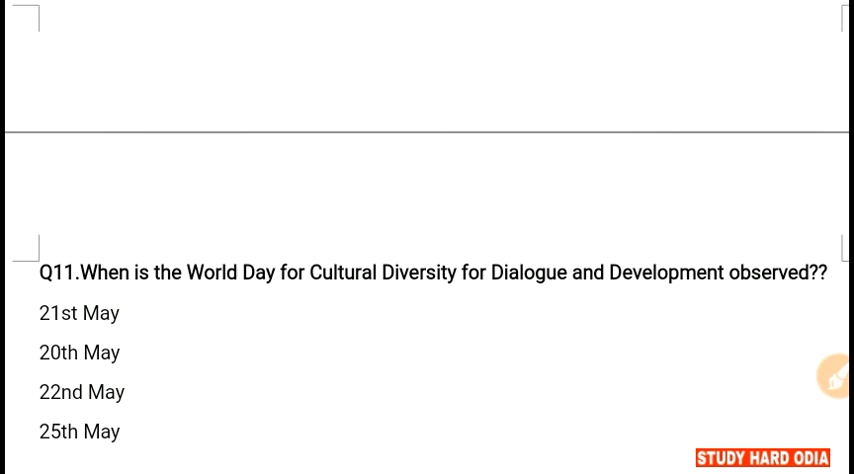 Q11.When is the World Day for Cultural Diversity for Dialogue and Development observed??
21st May
20th May
22nd May
25th May
STUDY HARD ODIA